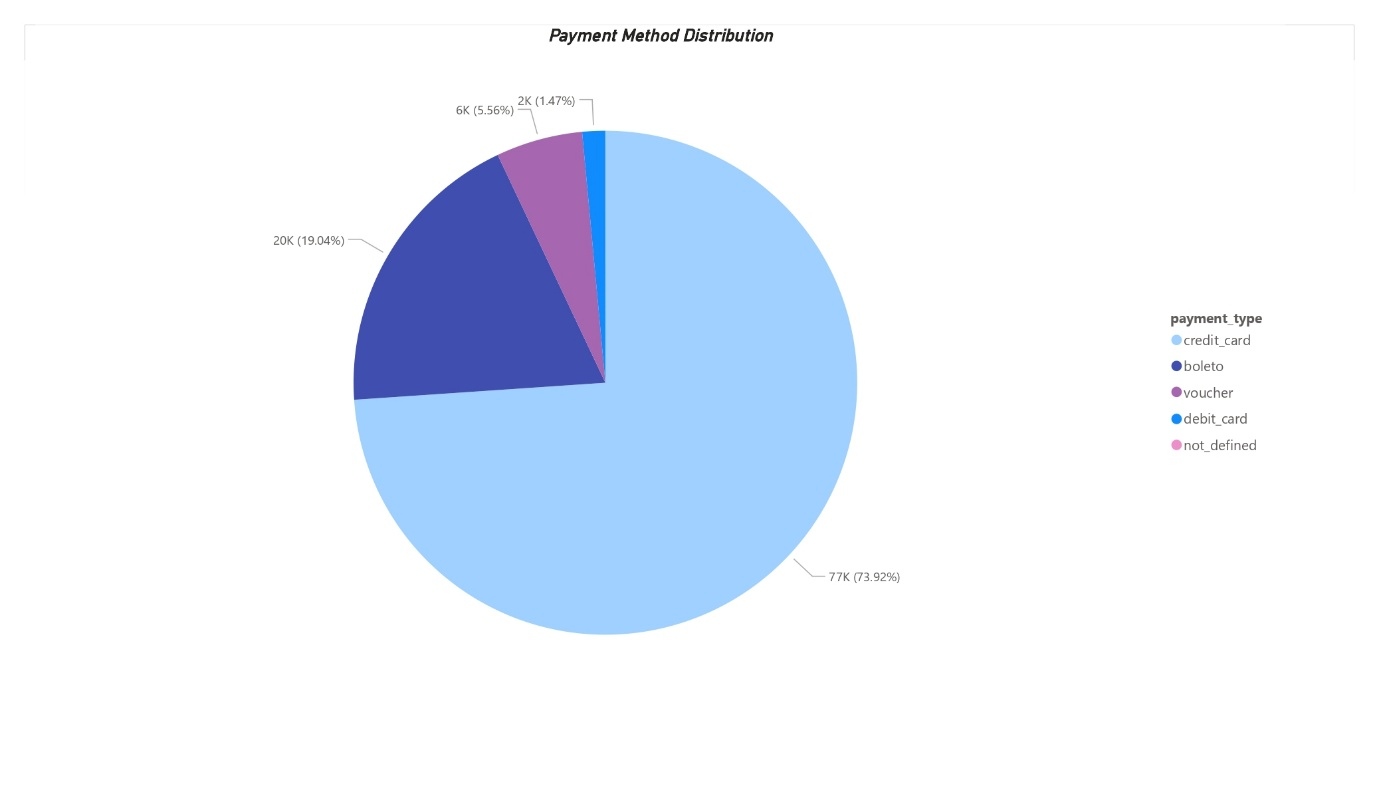 Payment Method Distribution
2K (1.47%)
6K (5.56%)
20K (19.04%)
77K (73.92%)
payment_type
credit_card
boleto
voucher
debit_card
not_defined